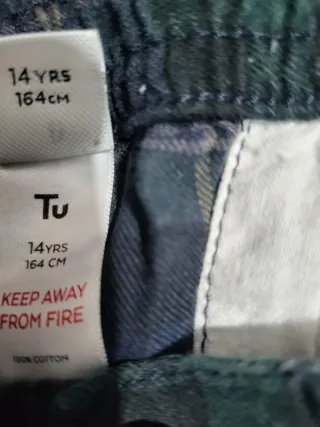 14 YRS
164 CM
Tu
14 YRS
164 CM
KEEP AWAY
FROM FIRE
100% COTTON